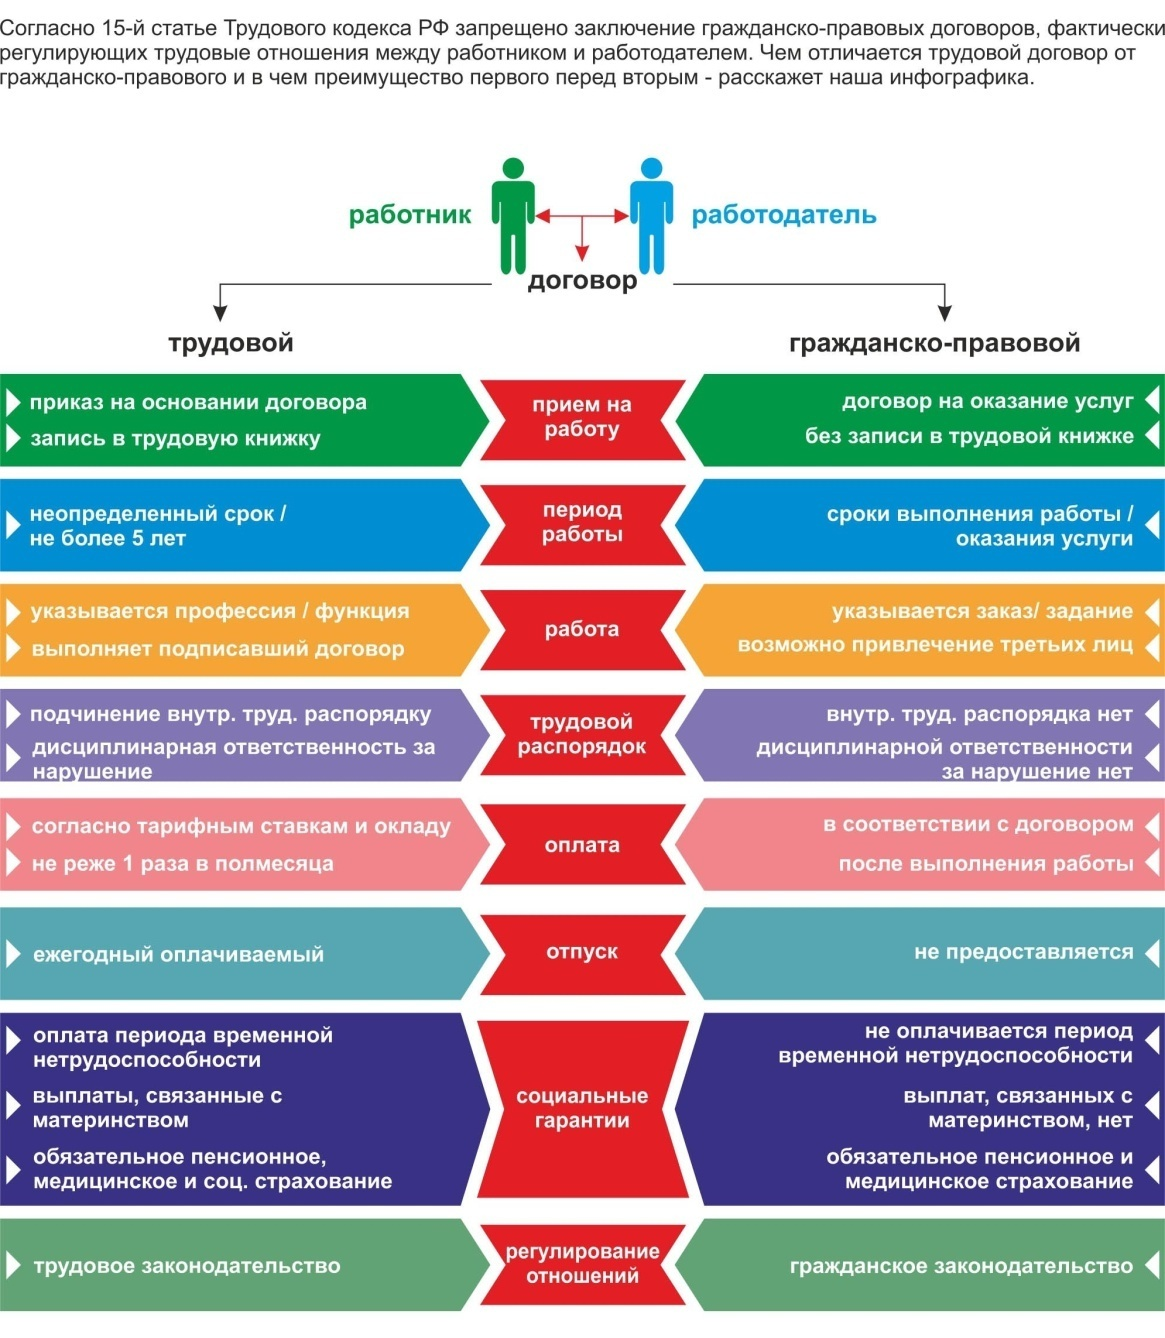 Согласно 15-й статье Трудового кодекса РФ запрещено заключение гражданско-правовых договоров, фактически
регулирующих трудовые отношения между работником и работодателем. Чем отличается трудовой договор от
гражданско-правового и в чем преимущество первого перед вторым - расскажет наша инфографика.
работник
работодатель
договор
трудовой
гражданско-правовой
приказ на основании договора
запись в трудовую книжку
прием на
работу
договор на оказание услуг
без записи в трудовой книжке
неопределенный срок /
не более 5 лет
период
работы
сроки выполнения работы /
оказания услуги
указывается профессия / функция
выполняет подписавший договор
работа
указывается заказ/ задание
возможно привлечение третьих лиц
подчинение внутр. труд. распорядку
дисциплинарная ответственность за
нарушение
трудовой
распорядок
внутр. труд. распорядка нет
дисциплинарной ответственности
за нарушение нет
согласно тарифным ставкам и окладу
не реже 1 раза в полмесяца
оплата
в соответствии с договором
после выполнения работы
ежегодный оплачиваемый
отпуск
не предоставляется
оплата периода временной
нетрудоспособности
выплаты, связанные с
материнством
обязательное пенсионное,
медицинское и соц. страхование
социальные
гарантии
не оплачивается период
временной нетрудоспособности
выплат, связанных с
материнством, нет
обязательное пенсионное и
медицинское страхование
трудовое законодательство
регулирование
отношений
гражданское законодательство